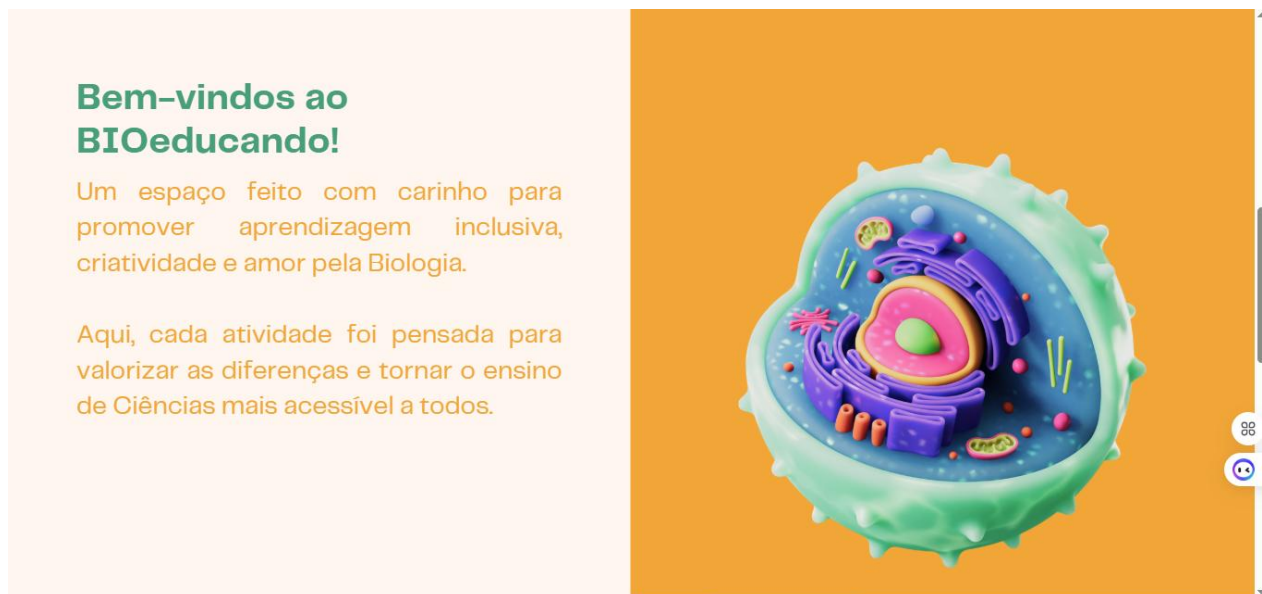 Bem-vindos ao
BIOeducando!
Um espaço feito com carinho para
promover aprendizagem inclusiva,
criatividade e amor pela Biologia.
Aqui, cada atividade foi pensada para
valorizar as diferenças e tornar o ensino
de Ciências mais acessível a todos.